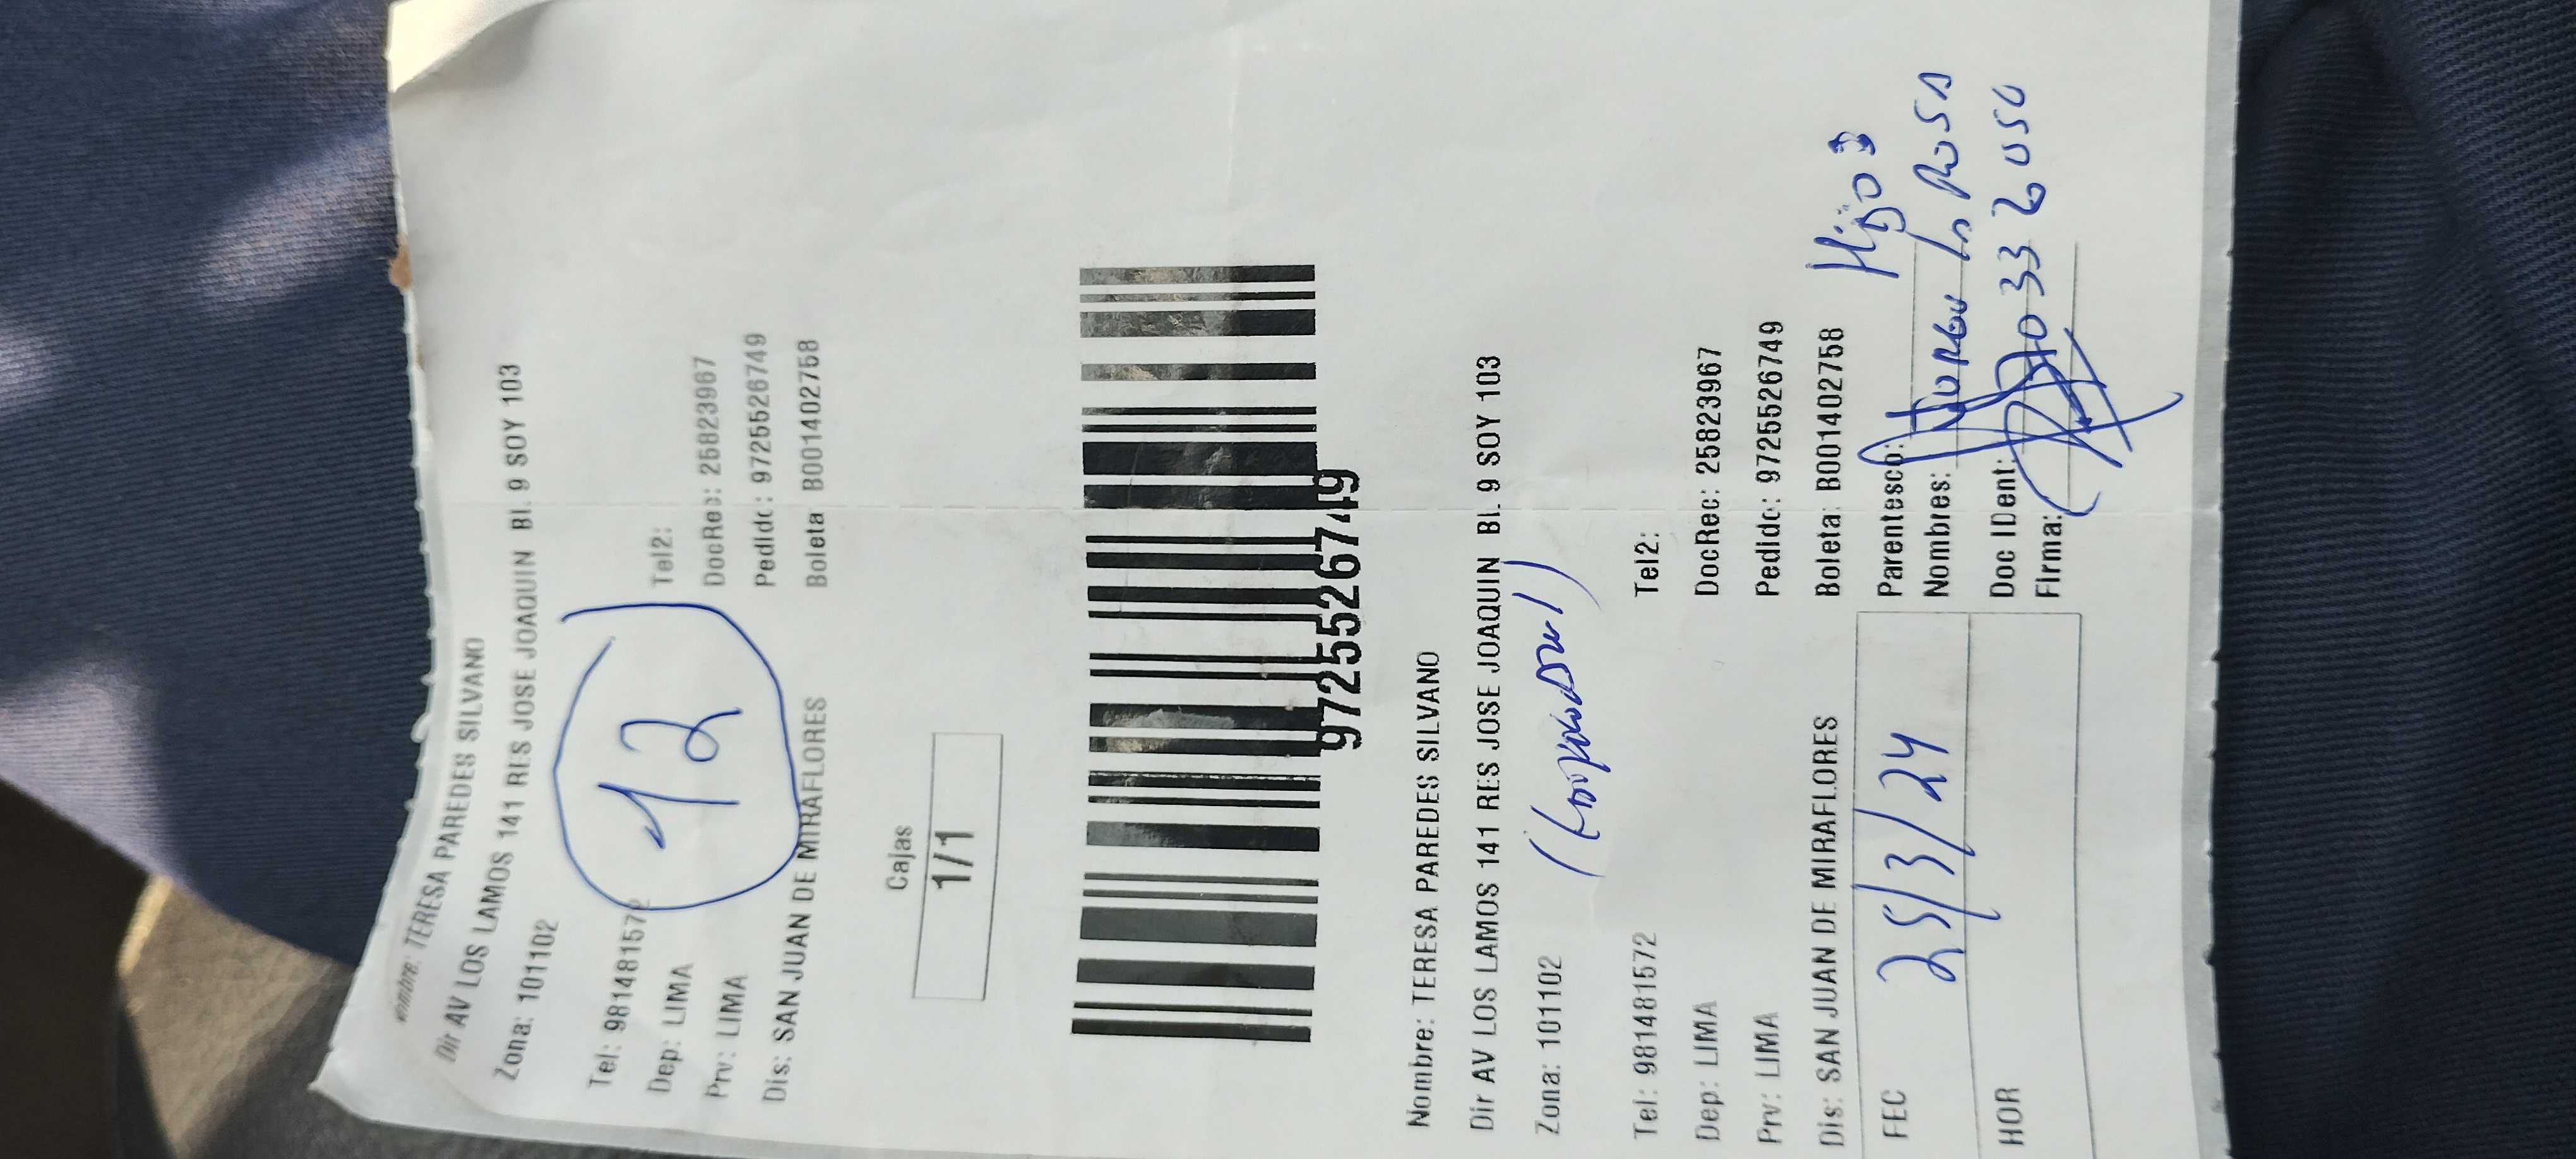 Nombre: TERESA PAREDES SILVANO
Dir AV LOS LAMOS 141 RES JOSE JOAQUIN BL 9 SOY 103
Zona: 101102
12
Tel: 981481572 Tel2:
Dep: LIMA DocRec: 25823967
Prv: LIMA Pedido: 9725526749
Dis: SAN JUAN DE MIRAFLORES Boleta B001402758
Cajas
1/1
9725526749
Nombre: TERESA PAREDES SILVANO
Dir AV LOS LAMOS 141 RES JOSE JOAQUIN BL 9 SOY 103
Zona: 101102
Tel: 981481572 Tel2:
Dep: LIMA DocRec: 25823967
Prv: LIMA Pedido: 9725526749
Dis: SAN JUAN DE MIRAFLORES Boleta: B001402758
FEC 25/3/24 Parentesco: Hijo
Nombres: La Rosa
HOR Doc IDent:
Firma: